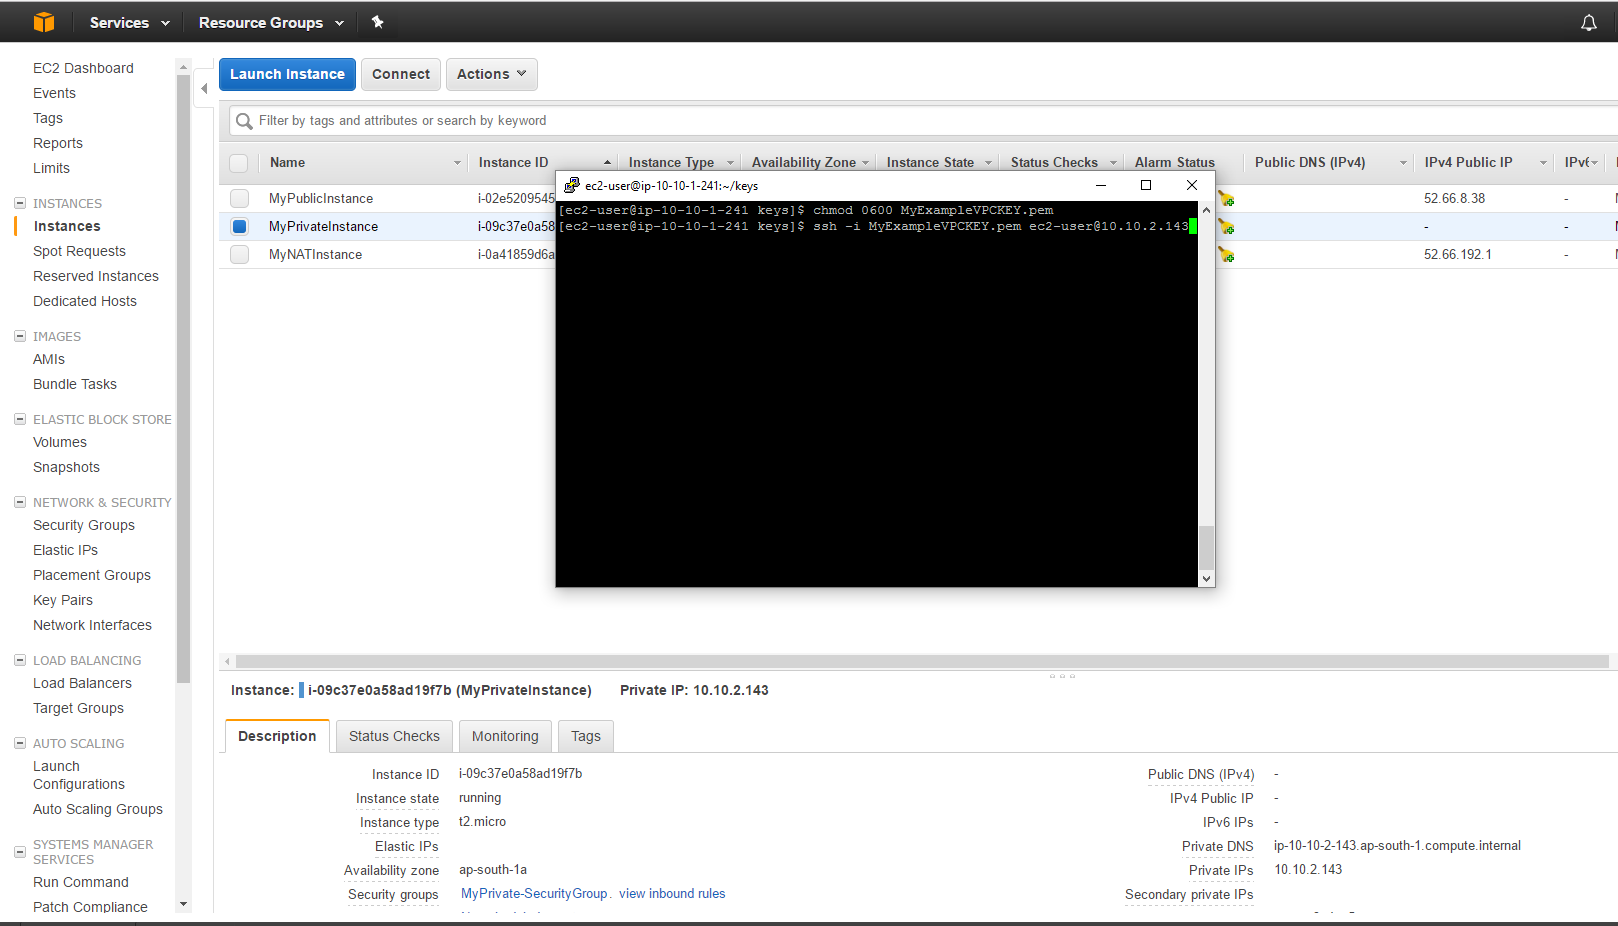 Services
Resource Groups
EC2 Dashboard
Events
Tags
Reports
Limits
INSTANCES
Instances
Spot Requests
Reserved Instances
Dedicated Hosts
IMAGES
AMIs
Bundle Tasks
ELASTIC BLOCK STORE
Volumes
Snapshots
NETWORK & SECURITY
Security Groups
Elastic IPs
Placement Groups
Key Pairs
Network Interfaces
LOAD BALANCING
Load Balancers
Target Groups
AUTO SCALING
Launch
Configurations
Auto Scaling Groups
SYSTEMS MANAGER
SERVICES
Run Command
Patch Compliance
Launch Instance Connect Actions
Filter by tags and attributes or search by keyword
Name Instance ID Instance Type Availability Zone Instance State Status Checks Alarm Status Public DNS (IPv4) IPv4 Public IP
MyPublicInstance i-02e5209545 52.66.8.38 -
MyPrivateInstance i-09c37e0a58 - -
MyNATInstance i-0a41859d6a 52.66.192.1 -
ec2-user@ip-10-10-1-241:~/keys
[ec2-user@ip-10-10-1-241 keys]$ chmod 0600 MyExampleVPCKEY.pem
[ec2-user@ip-10-10-1-241 keys]$ ssh -i MyExampleVPCKEY.pem ec2-user@10.10.2.143
Instance: i-09c37e0a58ad19f7b (MyPrivateInstance) Private IP: 10.10.2.143
Description Status Checks Monitoring Tags
Instance ID i-09c37e0a58ad19f7b Public DNS (IPv4) -
Instance state running IPv4 Public IP -
Instance type t2.micro IPv6 IPs -
Elastic IPs Private DNS ip-10-10-2-143.ap-south-1.compute.internal
Availability zone ap-south-1a Private IPs 10.10.2.143
Security groups MyPrivate-SecurityGroup. view inbound rules Secondary private IPs